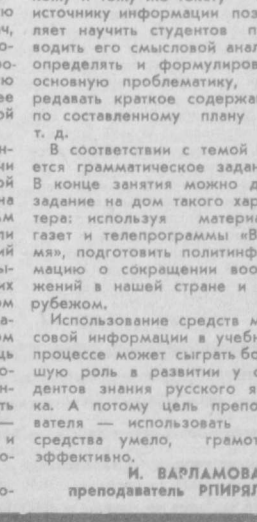 источнику информации поз
ляет научить студентов п
водить его смысловой анал
определять и формулиров
основную проблематику,
редавать краткое содержа
по составленному плану
т. д.
В соответствии с темой
ется грамматическое задан
В конце занятия можно д
задание на дом такого хар
тера: используя материа
газет и телепрограммы «В
мя», подготовить политинф
мацию о сокращении воо
жений в нашей стране и
рубежом.
Использование средств м
совой информации в учебн
процессе может сыграть бо
шую роль в развитии у с
дентов знания русского я
ка. А потому цель препо
вателя — использовать
средства умело, грамот
эффективно.
И. ВАРЛАМОВА
преподаватель РПИРЯЛ